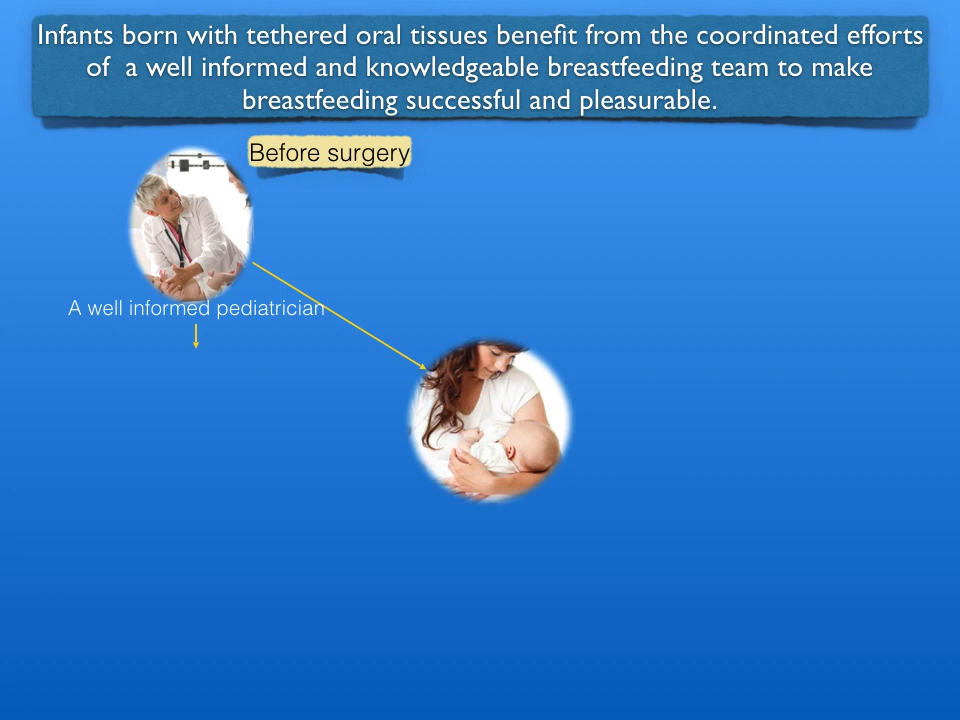 Infants born with tethered oral tissues benefit from the coordinated efforts
of  a well informed and knowledgeable breastfeeding team to make
breastfeeding successful and pleasurable.
Before surgery
A well informed pediatrician